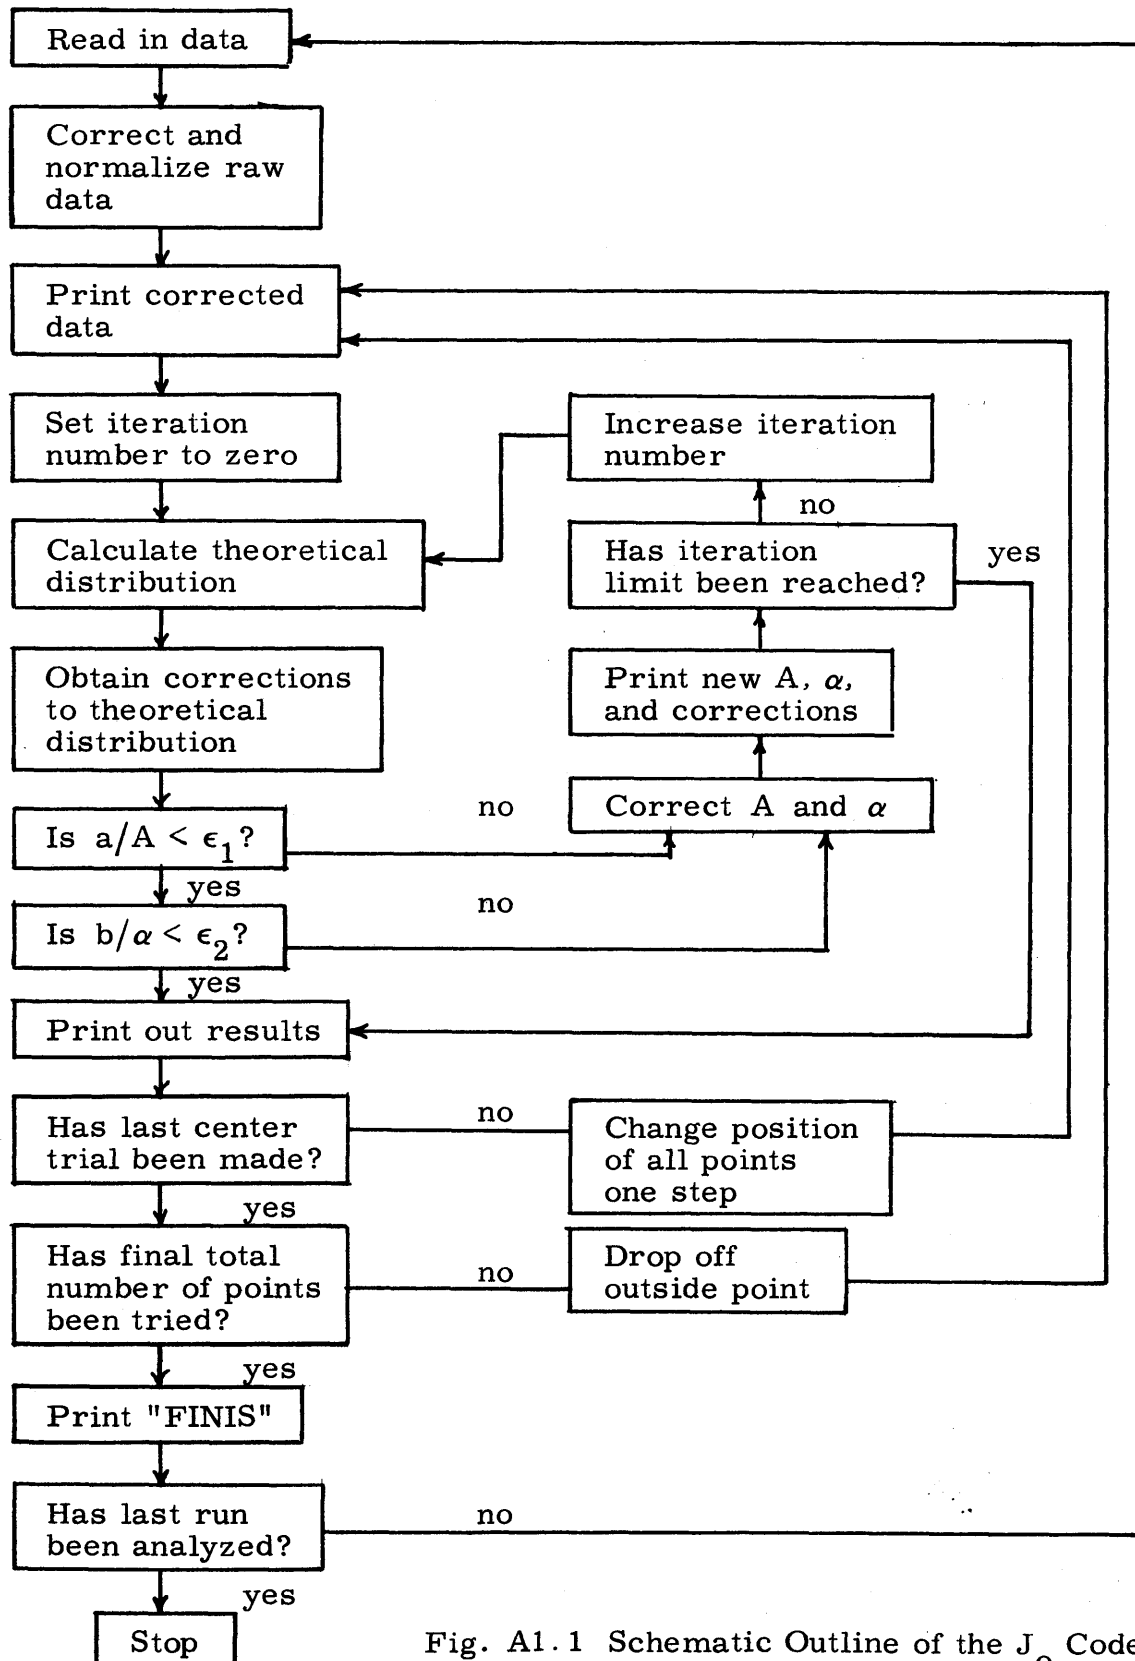 Read in data
Correct and
normalize raw
data
Print corrected
data
Set iteration
number to zero
Increase iteration
number
no
Calculate theoretical
distribution
Has iteration
limit been reached?
yes
Obtain corrections
to theoretical
distribution
Print new A, α,
and corrections
Correct A and α
Is a/A < ϵ₁?
no
yes
Is b/α < ϵ₂?
no
yes
Print out results
Has last center
trial been made?
no
Change position
of all points
one step
yes
Has final total
number of points
been tried?
no
Drop off
outside point
yes
Print "FINIS"
Has last run
been analyzed?
no
yes
Stop
Fig. A1.1 Schematic Outline of the J₀ Code